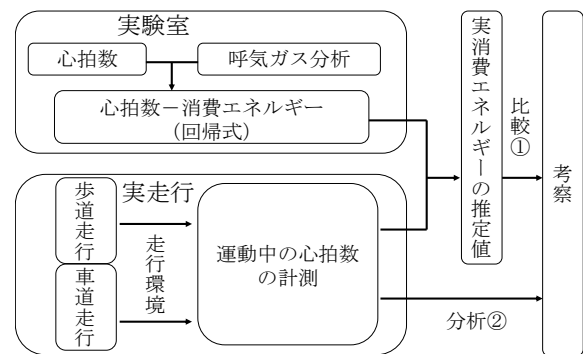 実験室
心拍数
呼気ガス分析
心拍数－消費エネルギー
(回帰式)
実走行
歩道走行
車道走行
走行環境
運動中の心拍数
の計測
実消費エネルギーの推定値
比較①
分析②
考察